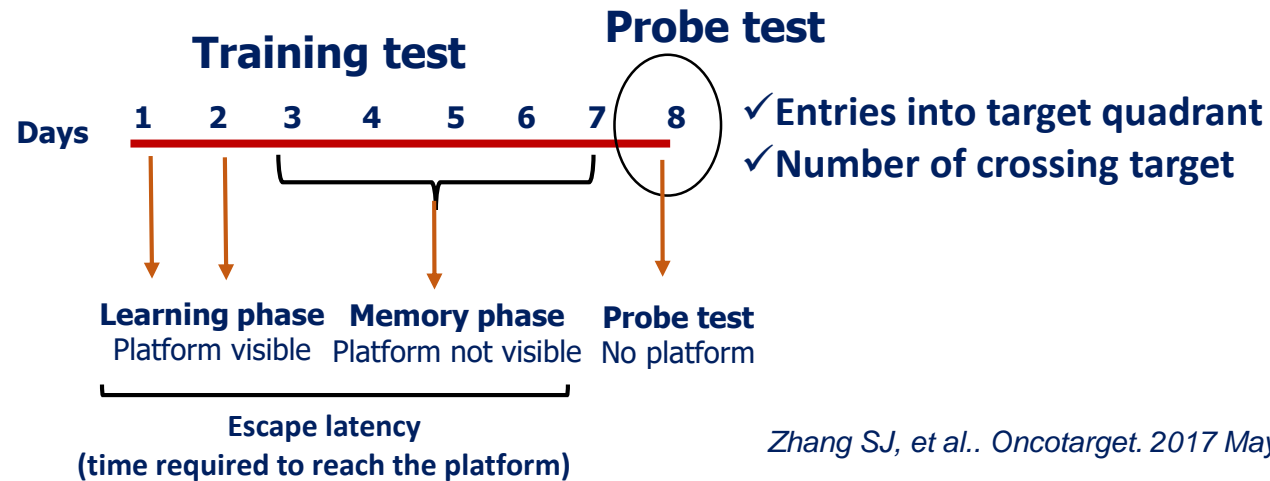 Training test
Probe test
Days 1 2 3 4 5 6 7 8
✓Entries into target quadrant
✓Number of crossing target
Learning phase
Platform visible
Memory phase
Platform not visible
Probe test
No platform
Escape latency
(time required to reach the platform)
Zhang SJ, et al.. Oncotarget. 2017 May